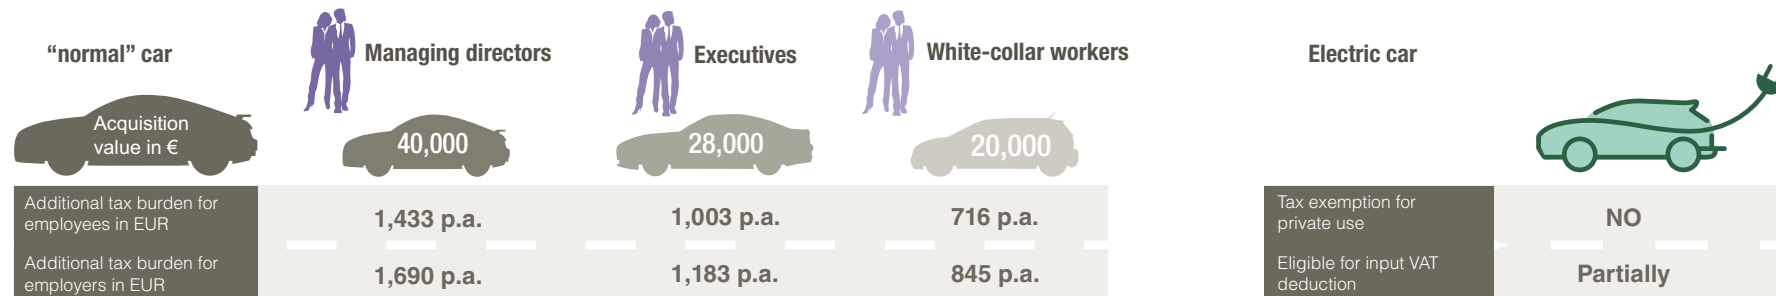 “normal” car
Managing directors
Executives
White-collar workers
Electric car
Acquisition
value in €
40,000
28,000
20,000
Additional tax burden for
employees in EUR
1,433 p.a.
1,003 p.a.
716 p.a.
Tax exemption for
private use
NO
Additional tax burden for
employers in EUR
1,690 p.a.
1,183 p.a.
845 p.a.
Eligible for input VAT
deduction
Partially